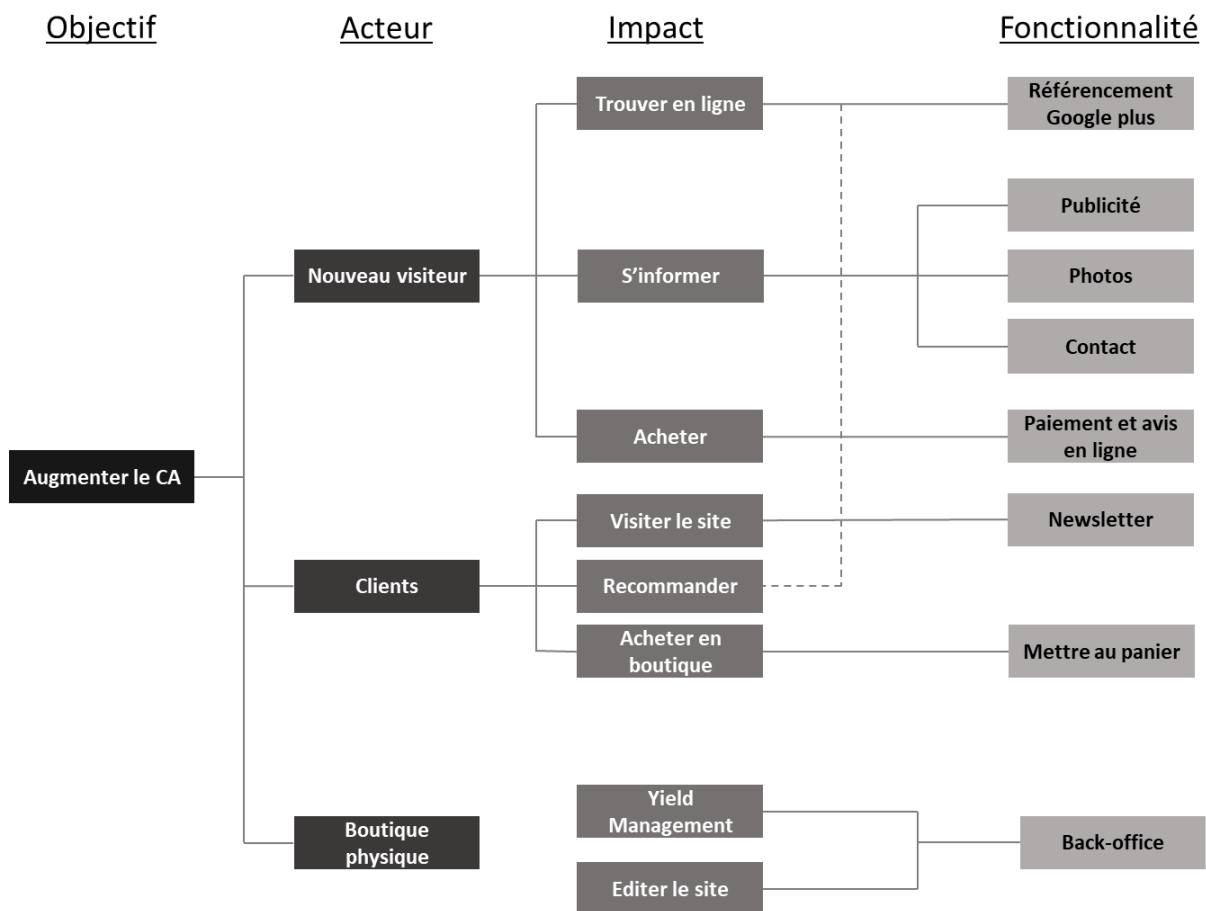 Objectif
Acteur
Impact
Fonctionnalité
Trouver en ligne
Référencement
Google plus
Publicité
Nouveau visiteur
S’informer
Photos
Contact
Acheter
Paiement et avis
en ligne
Augmenter le CA
Visiter le site
Newsletter
Clients
Recommander
Acheter en
boutique
Mettre au panier
Yield
Management
Boutique
physique
Back-office
Editer le site